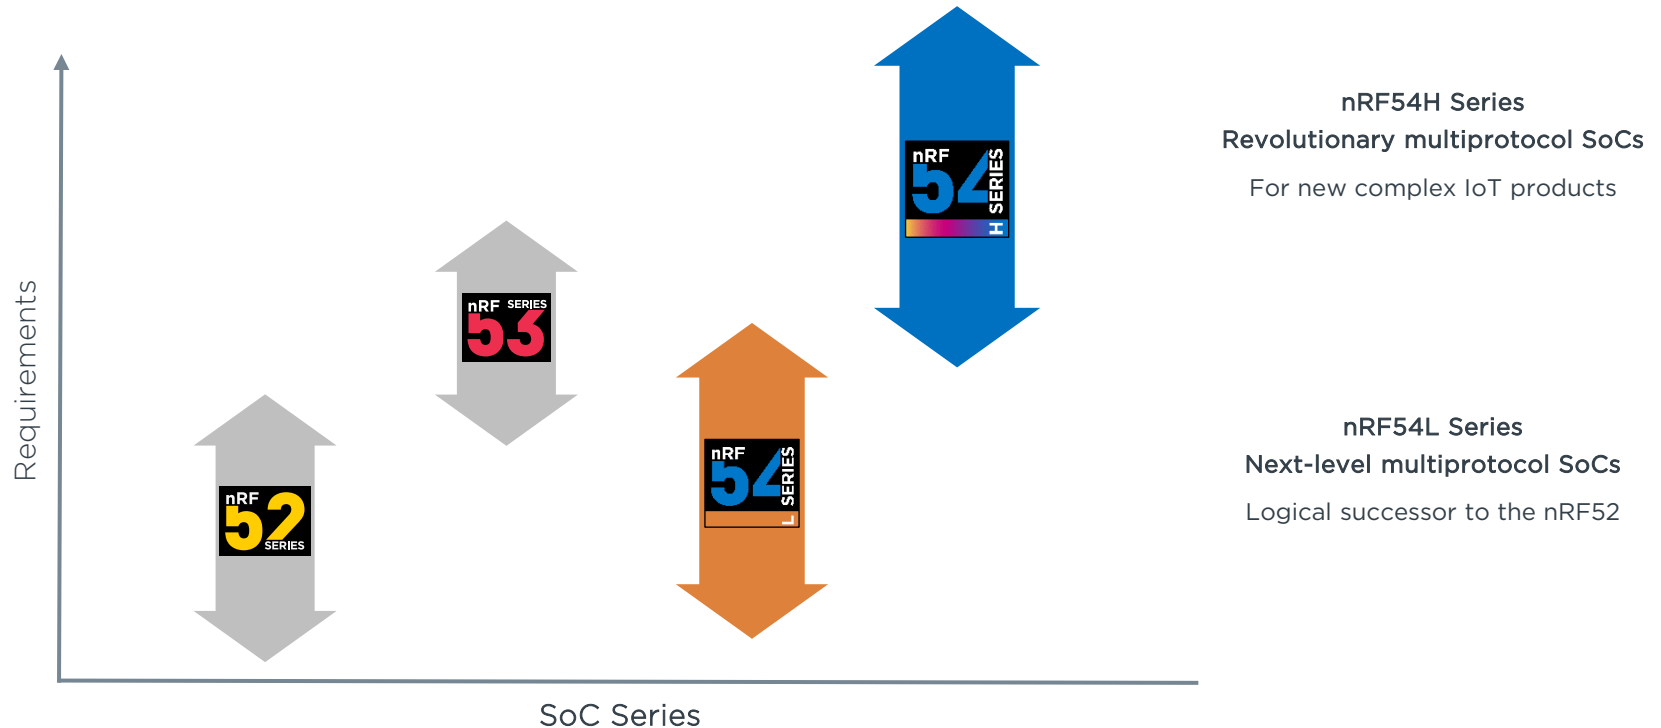 Requirements
nRF
52
SERIES
nRF SERIES
53
nRF
54
SERIES
L
nRF
54
SERIES
H
nRF54H Series
Revolutionary multiprotocol SoCs
For new complex IoT products
nRF54L Series
Next-level multiprotocol SoCs
Logical successor to the nRF52
SoC Series